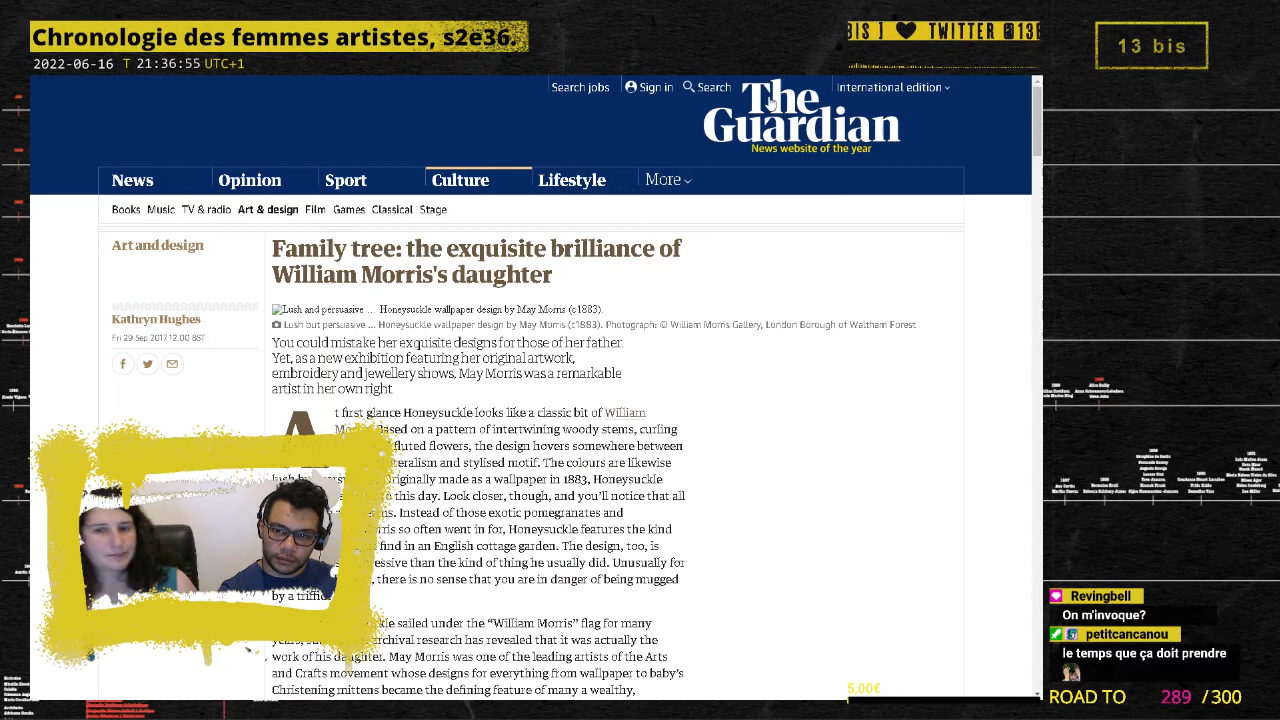 Chronologie des femmes artistes, s2e36.
2022-06-16 T 21:36:55 UTC+1
BIS ] ♥ TWITTER @13
13 bis
Search jobs
Sign in
Search
International edition
The Guardian
News website of the year
News
Opinion
Sport
Culture
Lifestyle
More
Books Music TV & radio Art & design Film Games Classical Stage
Art and design
Family tree: the exquisite brilliance of
William Morris's daughter
Kathryn Hughes
Fri 29 Sep 2017 12.00 BST
Lush and persuasive ... Honeysuckle wallpaper design by May Morris (c1883).
Lush but persuasive ... Honeysuckle wallpaper design by May Morris (c1883). Photograph: © William Morris Gallery, London Borough of Waltham Forest
You could mistake her exquisite designs for those of her father.
Yet, as a new exhibition featuring her original artwork,
embroidery and jewellery shows, May Morris was a remarkable
artist in her own right
A
t first glance Honeysuckle looks like a classic bit of William
Based on a pattern of intertwining woody stems, curling
fluted flowers, the design hovers somewhere between
and stylised motif. The colours are likewise
Originally made as a wallpaper in 1883, Honeysuckle
this day. Look closer, though and you'll notice that all
Instead of those exotic pomegranates and
so often went in for, Honeysuckle features the kind
find in an English cottage garden. The design, too, is
than the kind of thing he usually did. Unusually for
there is no sense that you are in danger of being mugged
by a
sailed under the “William Morris” flag for many
archival research has revealed that it was actually the
work of his daughter. May Morris was one of the leading artists of the Arts
and Crafts movement whose designs for everything from wallpaper to baby's
Christening mittens became the defining feature of many a wealthy,
Revingbell
On m'invoque?
petitcancanou
le temps que ça doit prendre
5,00€
ROAD TO 289 /300